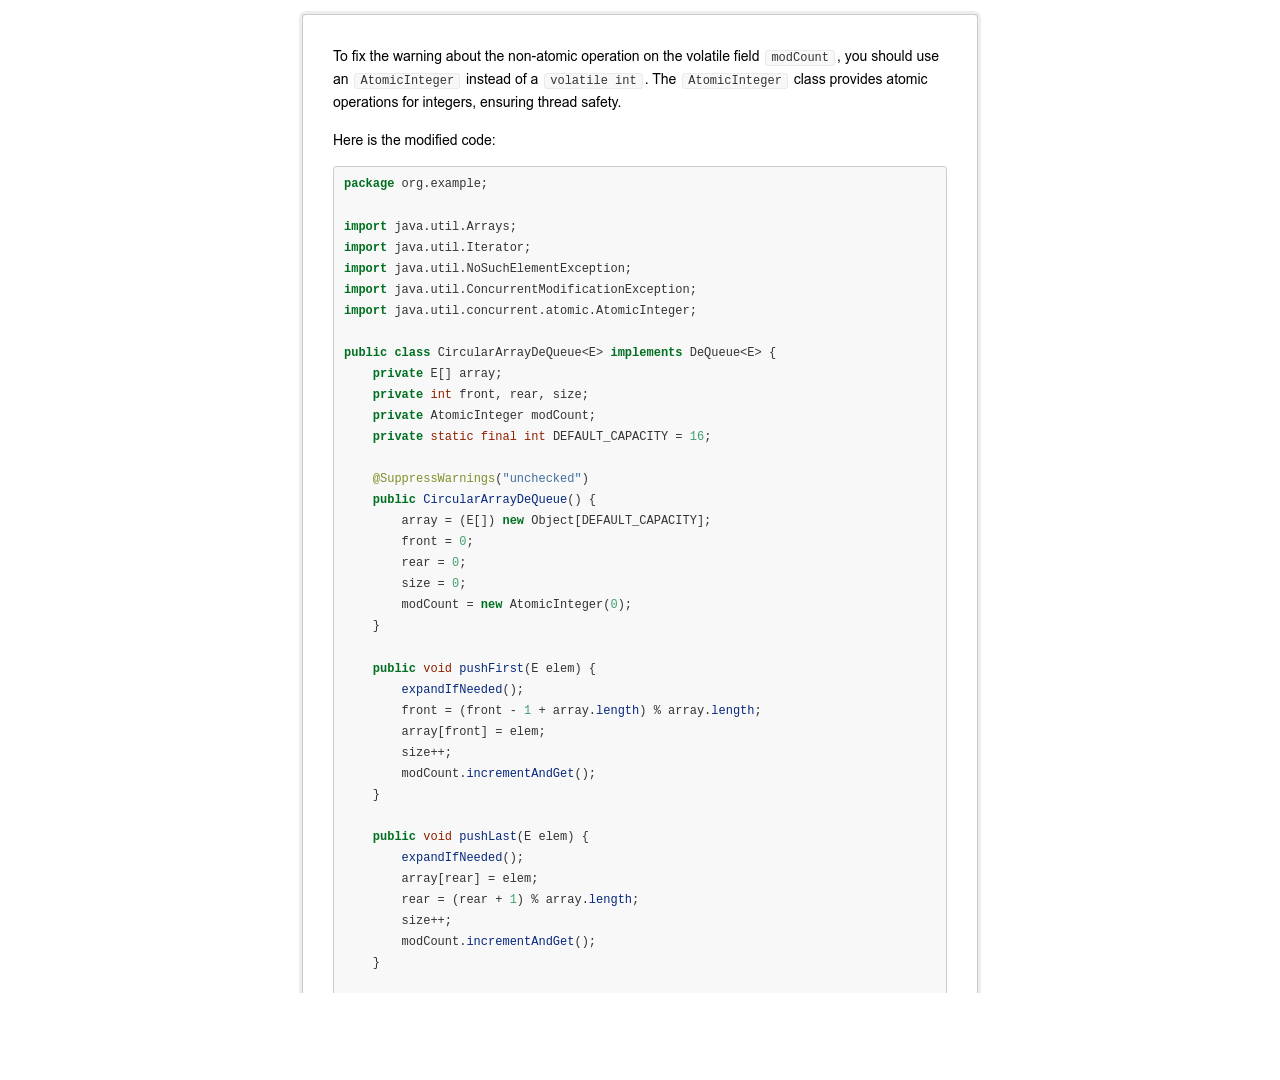 To fix the warning about the non-atomic operation on the volatile field modCount, you should use
an AtomicInteger instead of a volatile int. The AtomicInteger class provides atomic
operations for integers, ensuring thread safety.
Here is the modified code:
package org.example;
import java.util.Arrays;
import java.util.Iterator;
import java.util.NoSuchElementException;
import java.util.ConcurrentModificationException;
import java.util.concurrent.atomic.AtomicInteger;
public class CircularArrayDeQueue<E> implements DeQueue<E> {
    private E[] array;
    private int front, rear, size;
    private AtomicInteger modCount;
    private static final int DEFAULT_CAPACITY = 16;
    @SuppressWarnings("unchecked")
    public CircularArrayDeQueue() {
        array = (E[]) new Object[DEFAULT_CAPACITY];
        front = 0;
        rear = 0;
        size = 0;
        modCount = new AtomicInteger(0);
    }
    public void pushFirst(E elem) {
        expandIfNeeded();
        front = (front - 1 + array.length) % array.length;
        array[front] = elem;
        size++;
        modCount.incrementAndGet();
    }
    public void pushLast(E elem) {
        expandIfNeeded();
        array[rear] = elem;
        rear = (rear + 1) % array.length;
        size++;
        modCount.incrementAndGet();
    }